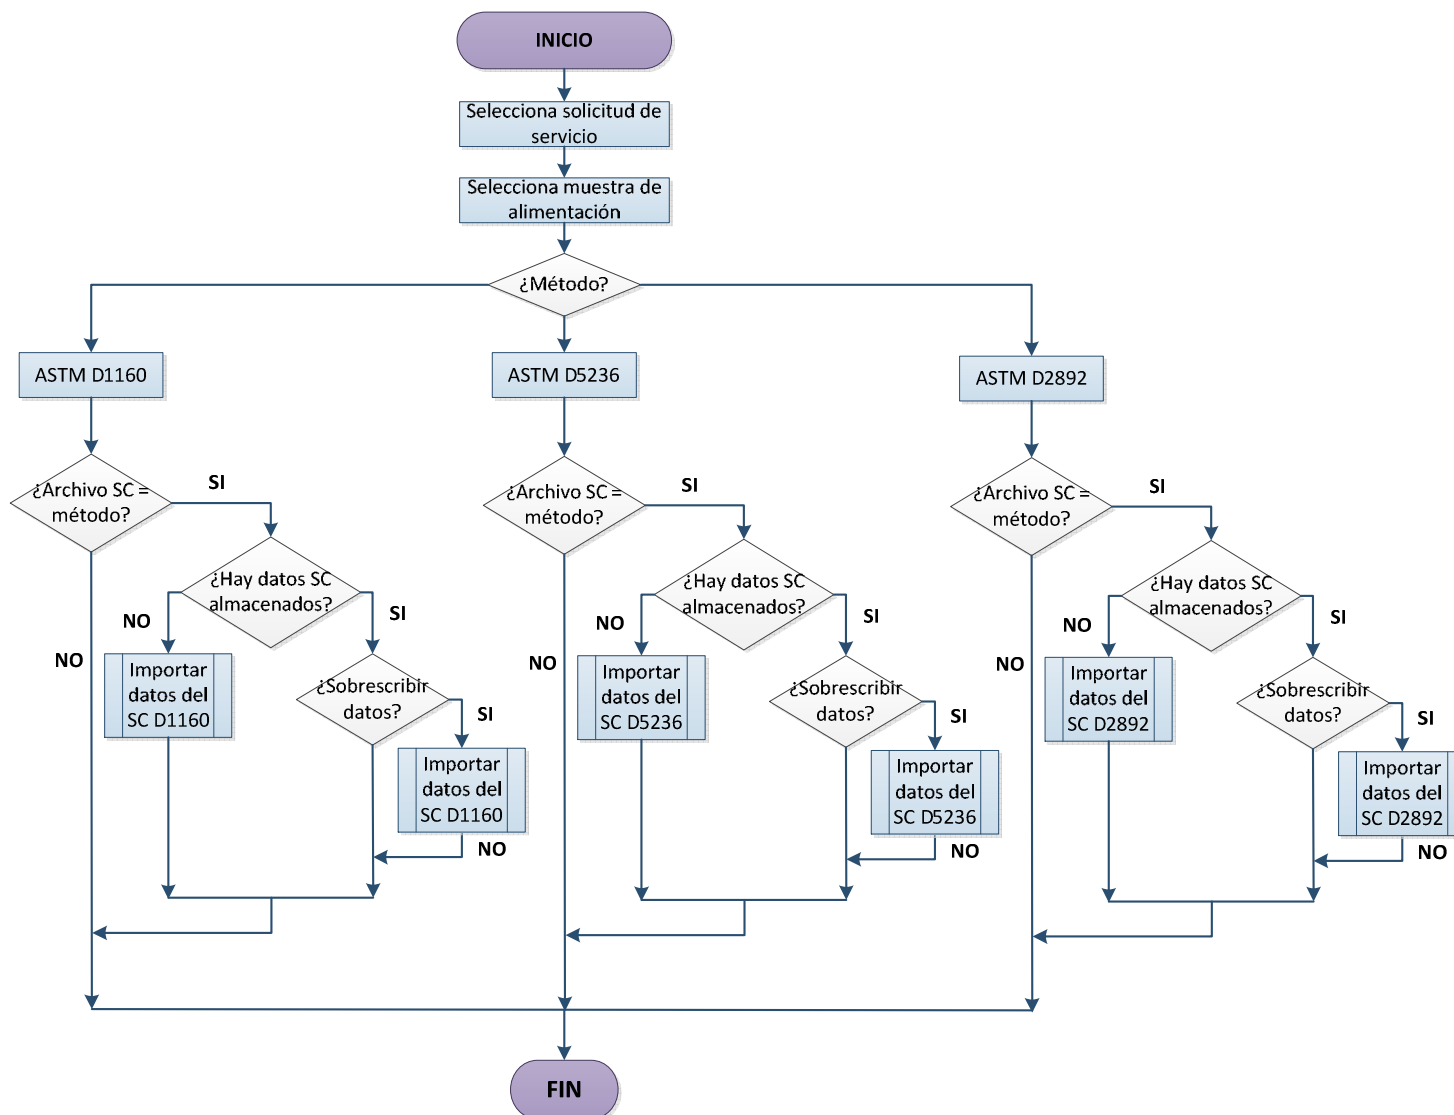 INICIO
Selecciona solicitud de
servicio
Selecciona muestra de
alimentación
¿Método?
ASTM D1160
ASTM D5236
ASTM D2892
¿Archivo SC =
método?
SI
¿Hay datos SC
almacenados?
NO
SI
NO
Importar
datos del
SC D1160
¿Sobrescribir
datos?
SI
Importar
datos del
SC D1160
NO
¿Archivo SC =
método?
SI
¿Hay datos SC
almacenados?
NO
SI
NO
Importar
datos del
SC D5236
¿Sobrescribir
datos?
SI
Importar
datos del
SC D5236
NO
¿Archivo SC =
método?
SI
¿Hay datos SC
almacenados?
NO
SI
NO
Importar
datos del
SC D2892
¿Sobrescribir
datos?
SI
Importar
datos del
SC D2892
NO
FIN